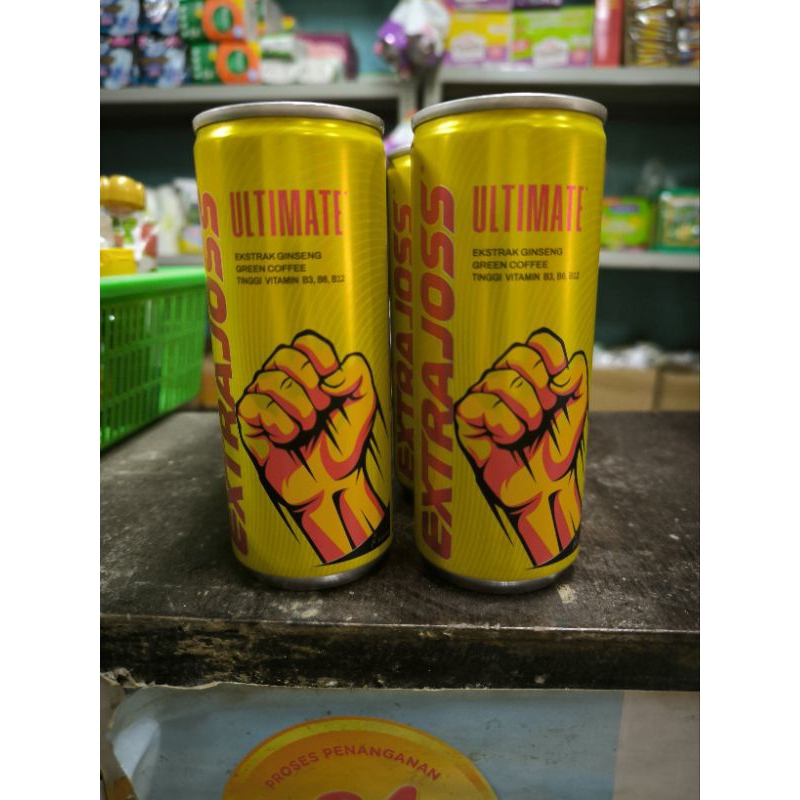 EXTRAJOSS
ULTIMATE
EKSTRAK GINSENG
GREEN COFFEE
TINGGI VITAMIN B3, B6, B12
EXTRAJOSS
EXTRAJOSS
ULTIMATE
EKSTRAK GINSENG
GREEN COFFEE
TINGGI VITAMIN B3, B6, B12
PROSES PENANGANAN